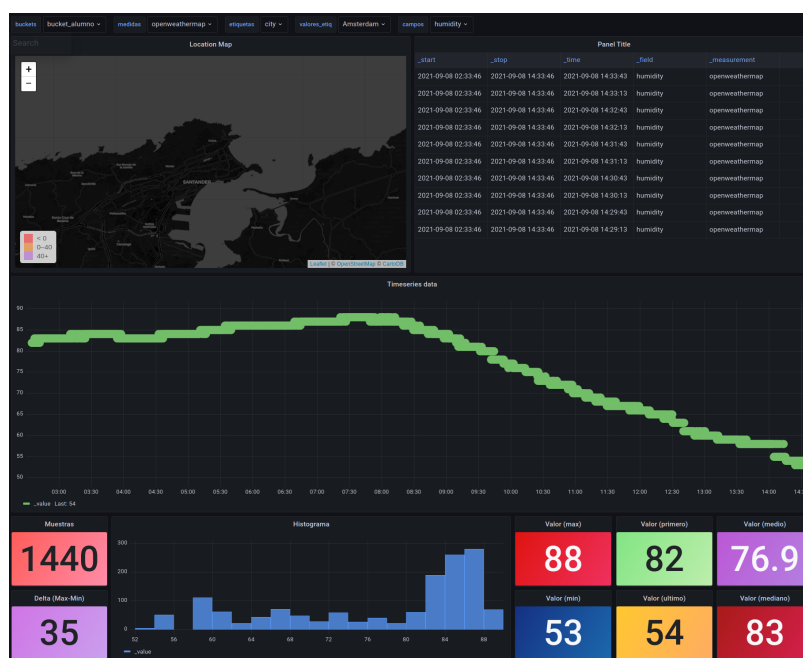 buckets bucket_alumno medidas openweathermap etiquetas city valores_etiq Amsterdam campos humidity
Search
Location Map
+
−
SANTANDER
< 0
0–40
40+
Leaflet | © OpenStreetMap © CartoDB
Panel Title
_start _stop _time _field _measurement
2021-09-08 02:33:46 2021-09-08 14:33:46 2021-09-08 14:33:43 humidity openweathermap
2021-09-08 02:33:46 2021-09-08 14:33:46 2021-09-08 14:33:13 humidity openweathermap
2021-09-08 02:33:46 2021-09-08 14:33:46 2021-09-08 14:32:43 humidity openweathermap
2021-09-08 02:33:46 2021-09-08 14:33:46 2021-09-08 14:32:13 humidity openweathermap
2021-09-08 02:33:46 2021-09-08 14:33:46 2021-09-08 14:31:43 humidity openweathermap
2021-09-08 02:33:46 2021-09-08 14:33:46 2021-09-08 14:31:13 humidity openweathermap
2021-09-08 02:33:46 2021-09-08 14:33:46 2021-09-08 14:30:43 humidity openweathermap
2021-09-08 02:33:46 2021-09-08 14:33:46 2021-09-08 14:30:13 humidity openweathermap
2021-09-08 02:33:46 2021-09-08 14:33:46 2021-09-08 14:29:43 humidity openweathermap
2021-09-08 02:33:46 2021-09-08 14:33:46 2021-09-08 14:29:13 humidity openweathermap
Timeseries data
90
85
80
75
70
65
60
55
50
03:00 03:30 04:00 04:30 05:00 05:30 06:00 06:30 07:00 07:30 08:00 08:30 09:00 09:30 10:00 10:30 11:00 11:30 12:00 12:30 13:00 13:30 14:00 14:
_value Last: 54
Muestras
1440
Delta (Max-Min)
35
Histograma
300
200
100
0
52 56 60 64 68 72 76 80 84 88
_value
Valor (max)
88
Valor (primero)
82
Valor (medio)
76.9
Valor (min)
53
Valor (ultimo)
54
Valor (mediano)
83